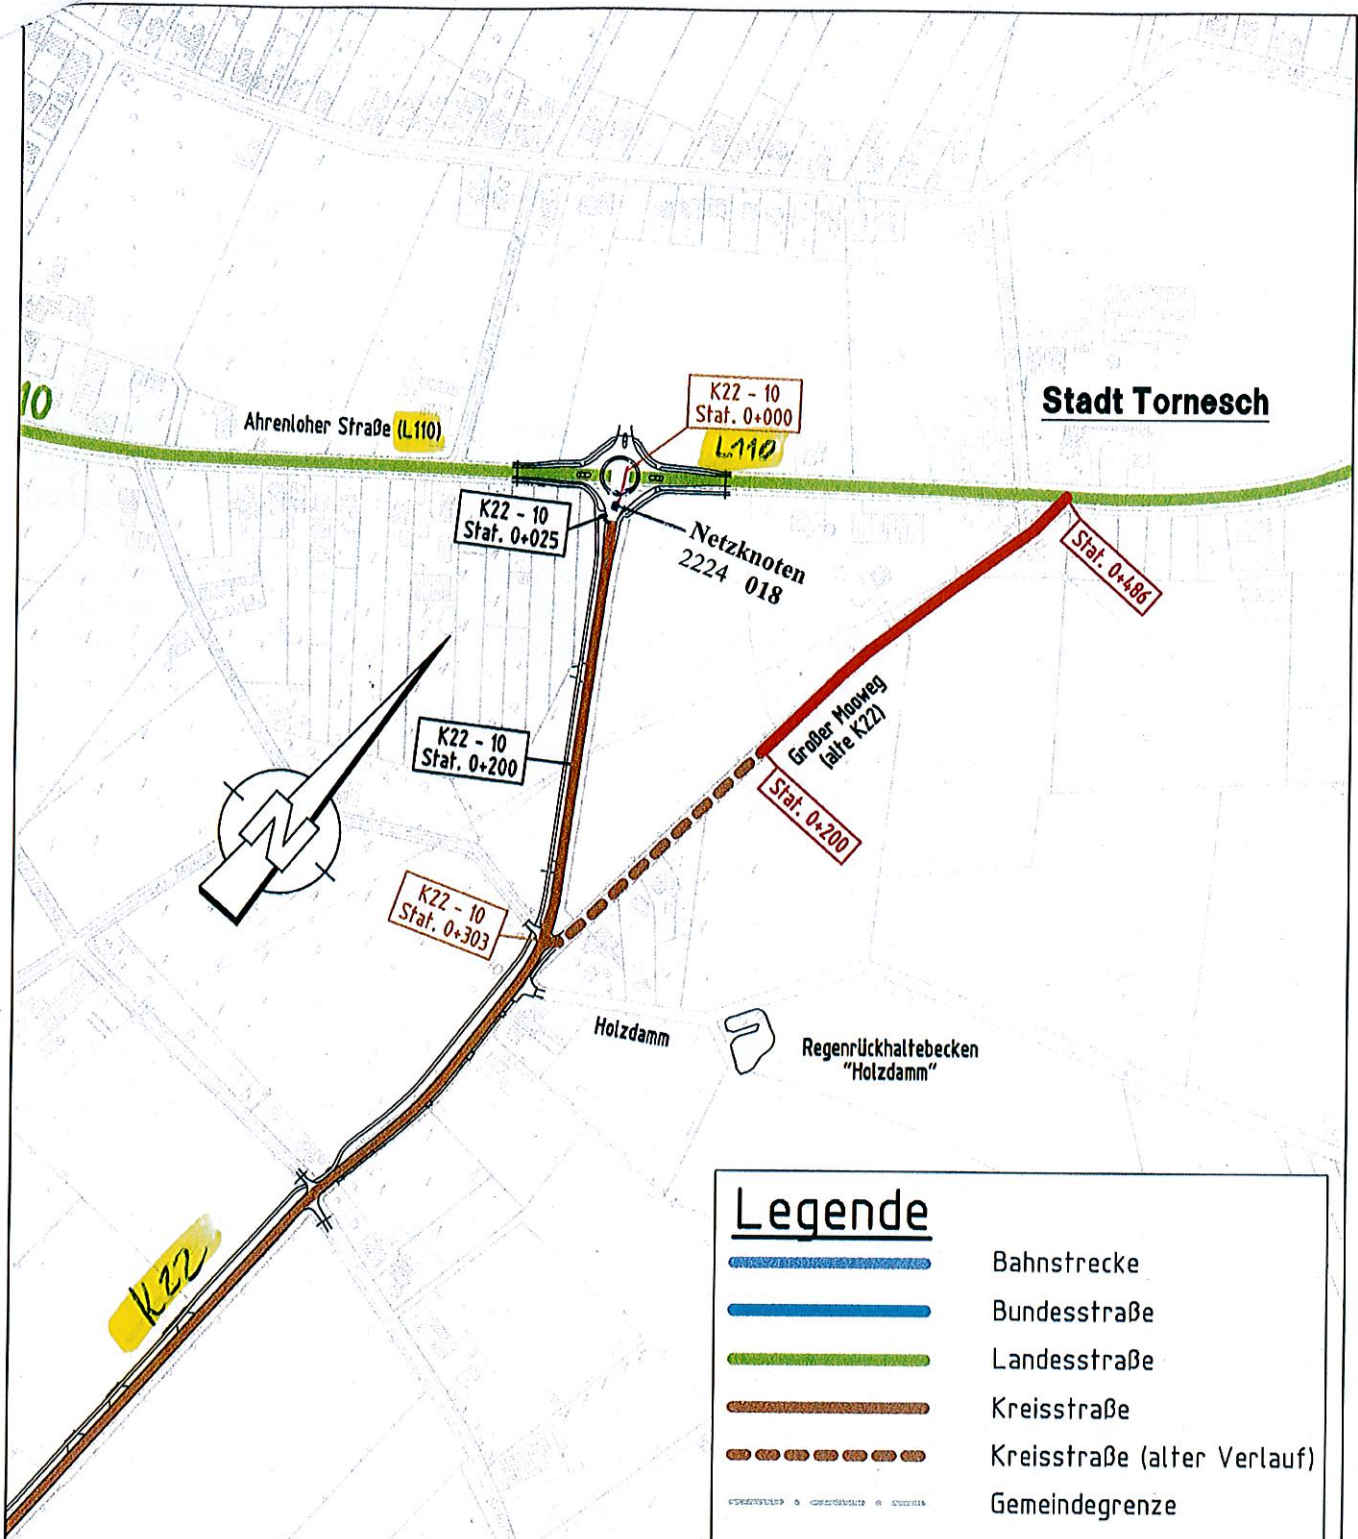 K22 - 10
Stat. 0+000
Stadt Tornesch
10
Ahrenloher Straße (L110)
L110
K22 - 10
Stat. 0+025
Netzknoten
2224 018
Stat. 0+486
Großer Mooweg
(alte K22)
K22 - 10
Stat. 0+200
Stat. 0+200
N
K22 - 10
Stat. 0+303
Holzdamm
Regenrückhaltebecken
"Holzdamm"
K22
Legende
Bahnstrecke
Bundesstraße
Landesstraße
Kreisstraße
Kreisstraße (alter Verlauf)
Gemeindegrenze